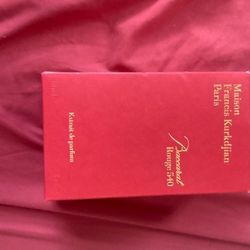 Maison
Francis Kurkdjian
Paris
Baccarat
Rouge 540
Extrait de parfum